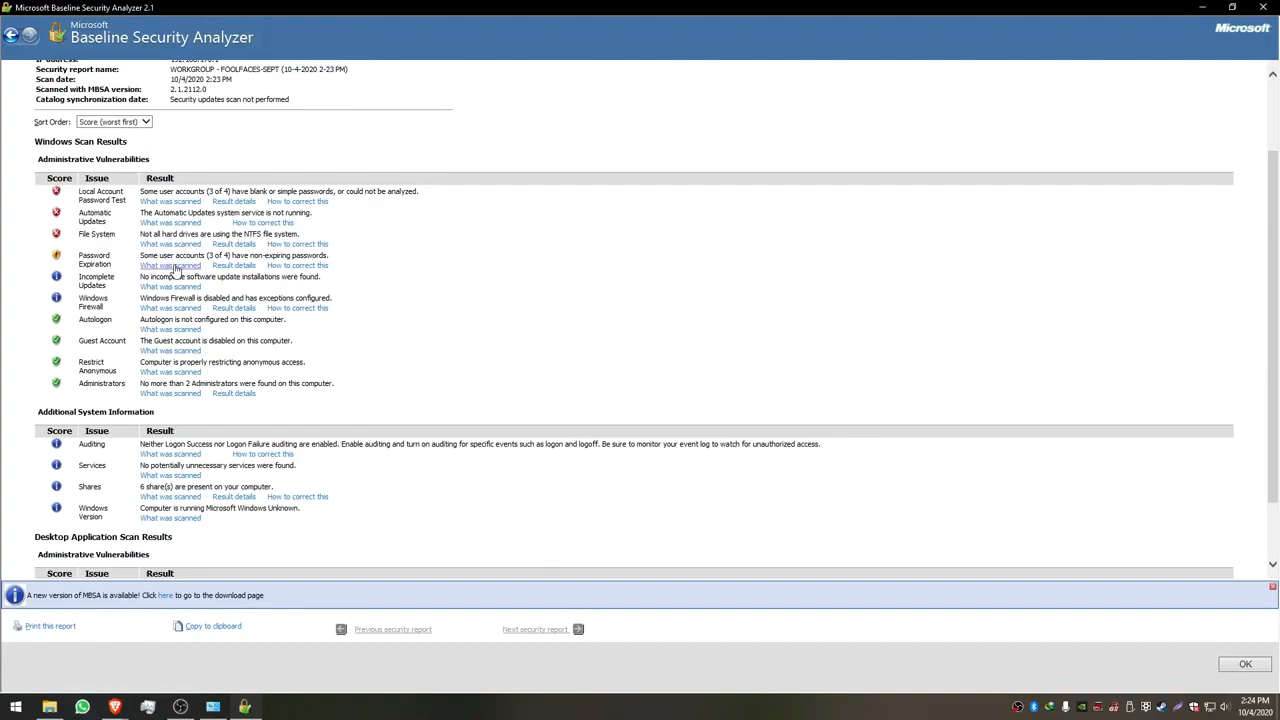 Microsoft Baseline Security Analyzer 2.1
Microsoft
Baseline Security Analyzer
Microsoft
Security report name: WORKGROUP - FOOLFACES-SEPT (10-4-2020 2-23 PM)
Scan date: 10/4/2020 2:23 PM
Scanned with MBSA version: 2.1.2112.0
Catalog synchronization date: Security updates scan not performed
Sort Order: Score (worst first)
Windows Scan Results
Administrative Vulnerabilities
Score Issue Result
Local Account Password Test Some user accounts (3 of 4) have blank or simple passwords, or could not be analyzed.
What was scanned Result details How to correct this
Automatic Updates The Automatic Updates system service is not running.
What was scanned How to correct this
File System Not all hard drives are using the NTFS file system.
What was scanned Result details How to correct this
Password Expiration Some user accounts (3 of 4) have non-expiring passwords.
What was scanned Result details How to correct this
Incomplete Updates No incomplete software update installations were found.
What was scanned
Windows Firewall Windows Firewall is disabled and has exceptions configured.
What was scanned Result details How to correct this
Autologon Autologon is not configured on this computer.
What was scanned
Guest Account The Guest account is disabled on this computer.
What was scanned
Restrict Anonymous Computer is properly restricting anonymous access.
What was scanned
Administrators No more than 2 Administrators were found on this computer.
What was scanned Result details
Additional System Information
Score Issue Result
Auditing Neither Logon Success nor Logon Failure auditing are enabled. Enable auditing and turn on auditing for specific events such as logon and logoff. Be sure to monitor your event log to watch for unauthorized access.
What was scanned How to correct this
Services No potentially unnecessary services were found.
What was scanned
Shares 6 share(s) are present on your computer.
What was scanned Result details How to correct this
Windows Version Computer is running Microsoft Windows Unknown.
What was scanned
Desktop Application Scan Results
Administrative Vulnerabilities
Score Issue Result
A new version of MBSA is available! Click here to go to the download page
Print this report Copy to clipboard Previous security report Next security report
OK
2:24 PM
10/4/2020